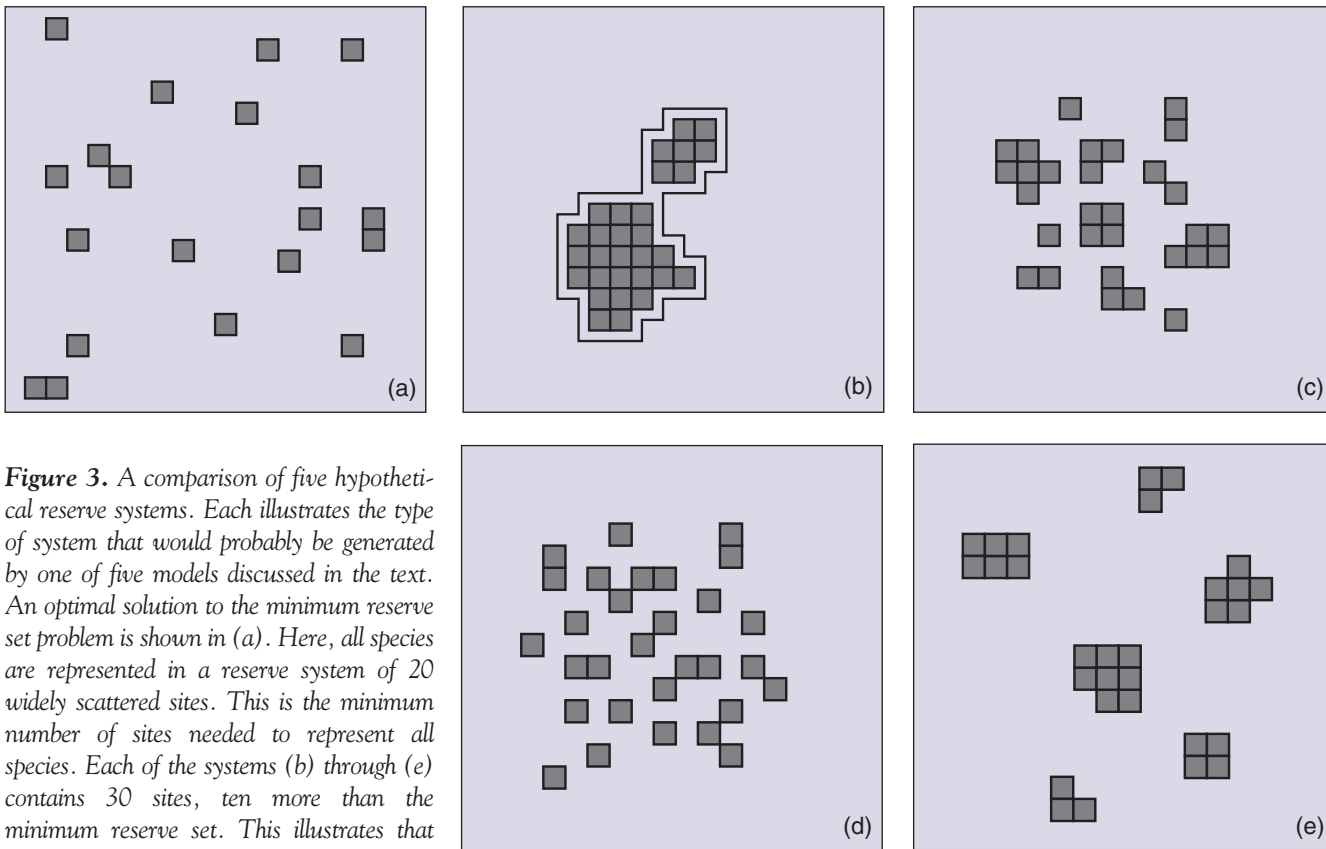 (a)
(b)
(c)
Figure 3. A comparison of five hypotheti-
cal reserve systems. Each illustrates the type
of system that would probably be generated
by one of five models discussed in the text.
An optimal solution to the minimum reserve
set problem is shown in (a). Here, all species
are represented in a reserve system of 20
widely scattered sites. This is the minimum
number of sites needed to represent all
species. Each of the systems (b) through (e)
contains 30 sites, ten more than the
minimum reserve set. This illustrates that
(d)
(e)